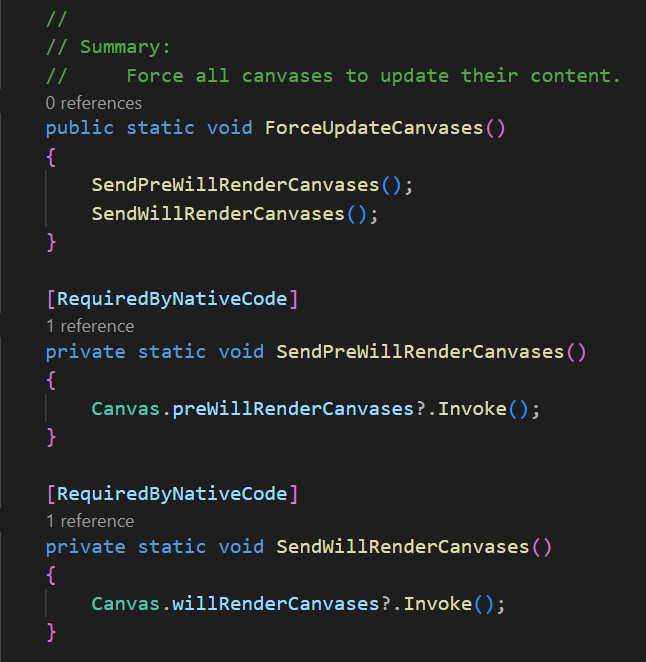 //
// Summary:
//     Force all canvases to update their content.
0 references
public static void ForceUpdateCanvases()
{
    SendPreWillRenderCanvases();
    SendWillRenderCanvases();
}
[RequiredByNativeCode]
1 reference
private static void SendPreWillRenderCanvases()
{
    Canvas.preWillRenderCanvases?.Invoke();
}
[RequiredByNativeCode]
1 reference
private static void SendWillRenderCanvases()
{
    Canvas.willRenderCanvases?.Invoke();
}